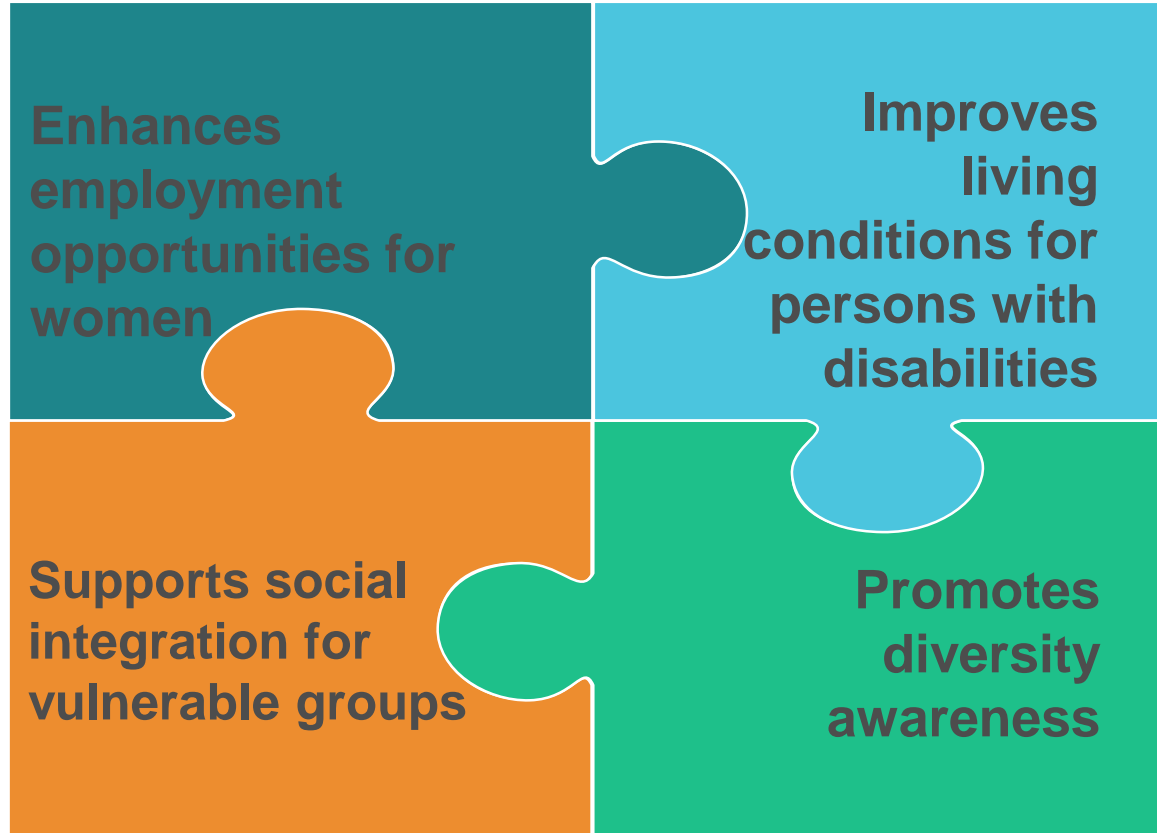 Enhances
employment
opportunities for
women
Improves
living
conditions for
persons with
disabilities
Supports social
integration for
vulnerable groups
Promotes
diversity
awareness